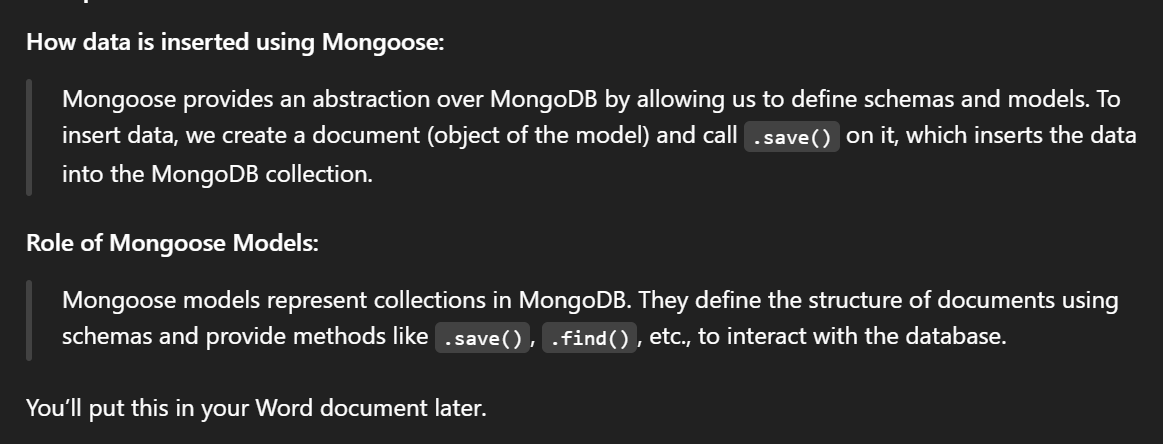 How data is inserted using Mongoose:
Mongoose provides an abstraction over MongoDB by allowing us to define schemas and models. To
insert data, we create a document (object of the model) and call .save() on it, which inserts the data
into the MongoDB collection.
Role of Mongoose Models:
Mongoose models represent collections in MongoDB. They define the structure of documents using
schemas and provide methods like .save(), .find(), etc., to interact with the database.
You’ll put this in your Word document later.